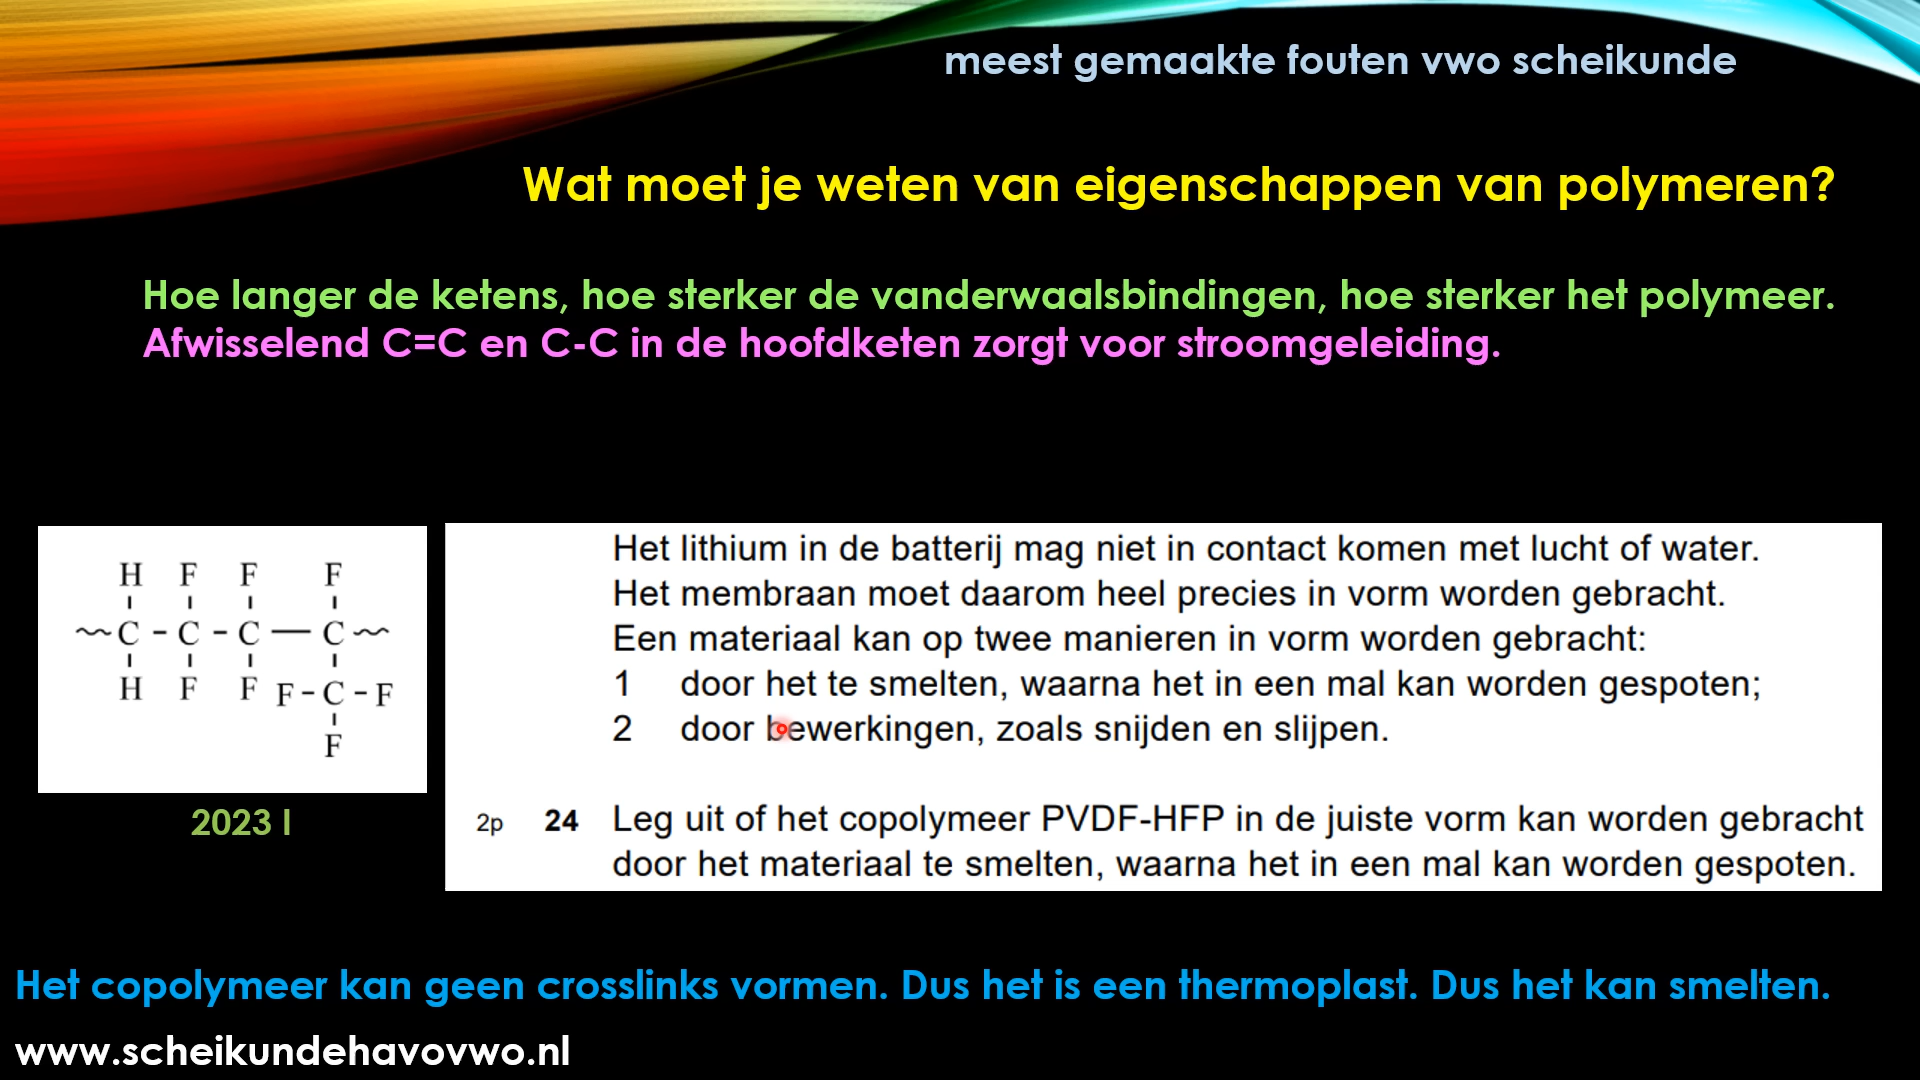 meest gemaakte fouten vwo scheikunde
Wat moet je weten van eigenschappen van polymeren?
Hoe langer de ketens, hoe sterker de vanderwaalsbindingen, hoe sterker het polymeer.
Afwisselend C=C en C-C in de hoofdketen zorgt voor stroomgeleiding.
H F F F
C - C - C — C
H F F F - C - F
F
2023 I
Het lithium in de batterij mag niet in contact komen met lucht of water.
Het membraan moet daarom heel precies in vorm worden gebracht.
Een materiaal kan op twee manieren in vorm worden gebracht:
1 door het te smelten, waarna het in een mal kan worden gespoten;
2 door bewerkingen, zoals snijden en slijpen.
2p 24 Leg uit of het copolymeer PVDF-HFP in de juiste vorm kan worden gebracht
door het materiaal te smelten, waarna het in een mal kan worden gespoten.
Het copolymeer kan geen crosslinks vormen. Dus het is een thermoplast. Dus het kan smelten.
www.scheikundehavovwo.nl